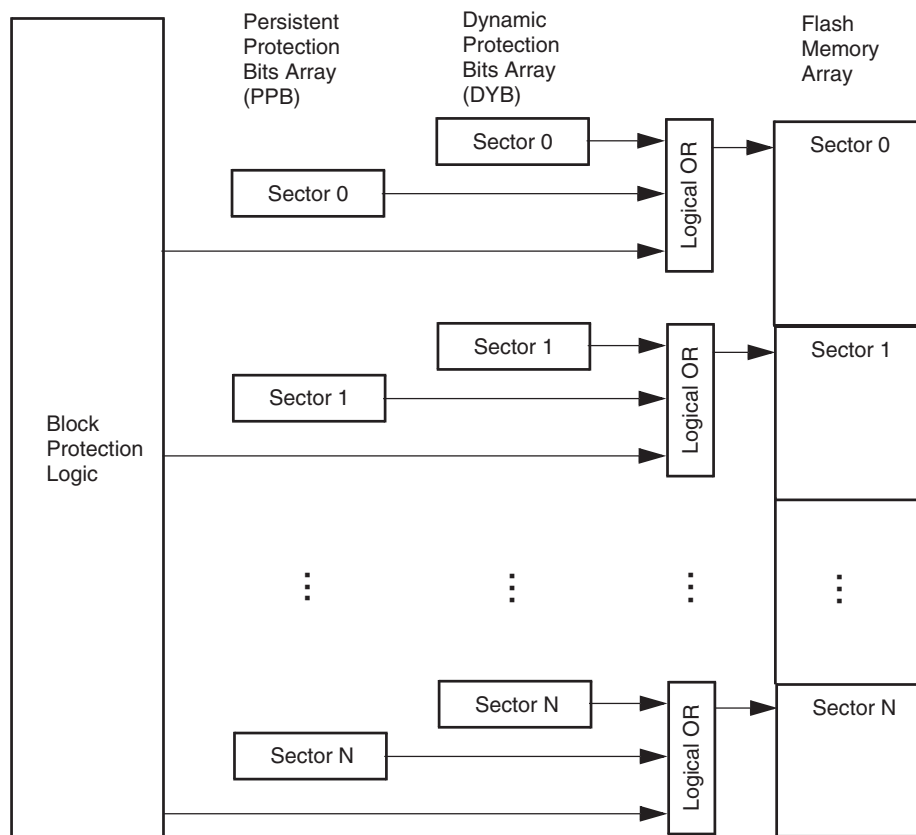 Persistent
Protection
Bits Array
(PPB)
Dynamic
Protection
Bits Array
(DYB)
Flash
Memory
Array
Sector 0
Sector 0
Logical OR
Sector 0
Sector 1
Sector 1
Logical OR
Sector 1
Block
Protection
Logic
...
...
...
...
Sector N
Sector N
Logical OR
Sector N